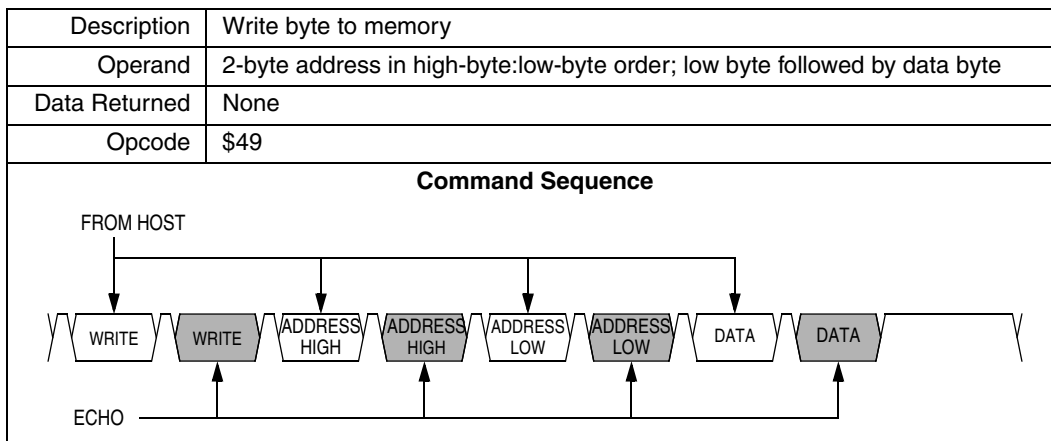 Description Write byte to memory
Operand 2-byte address in high-byte:low-byte order; low byte followed by data byte
Data Returned None
Opcode $49
Command Sequence
FROM HOST
WRITE WRITE ADDRESS HIGH ADDRESS HIGH ADDRESS LOW ADDRESS LOW DATA DATA
ECHO